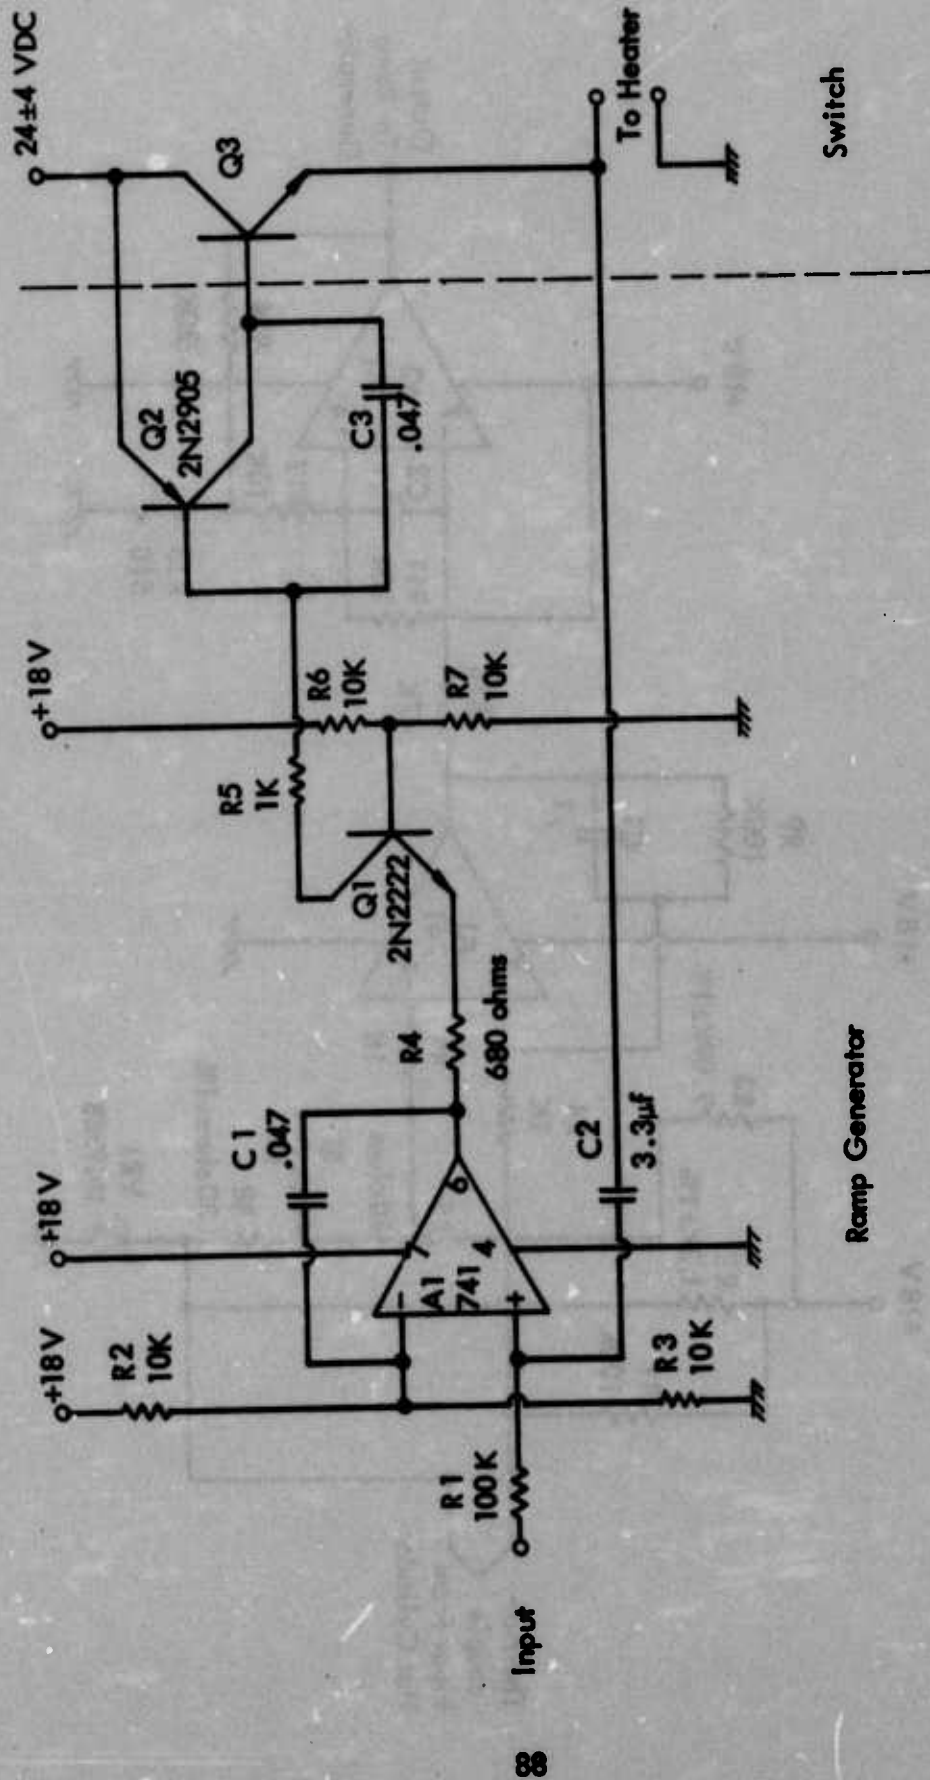 +18V
+18V
+18V
24±4 VDC
R2
10K
C1
.047
R5
1K
R6
10K
Q2
2N2905
Q3
Input
R1
100K
A1
741
−
+
7
6
4
R4
680 ohms
Q1
2N2222
C3
.047
R7
10K
R3
10K
C2
3.3µf
To Heater
Ramp Generator
Switch
88